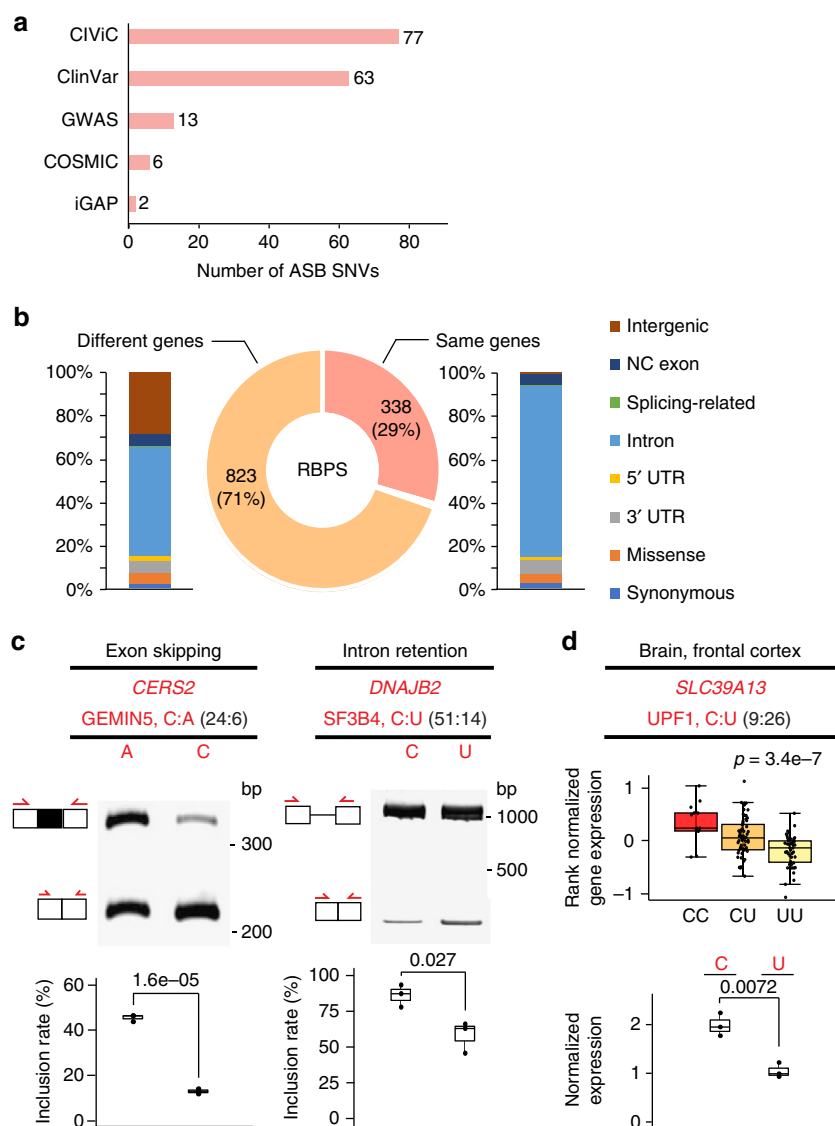 a
CIViC
77
ClinVar
63
GWAS
13
COSMIC
6
iGAP
2
0 20 40 60 80
Number of ASB SNVs
b
Different genes
Same genes
100%
80%
60%
40%
20%
0%
823
(71%)
RBPS
338
(29%)
100%
80%
60%
40%
20%
0%
Intergenic
NC exon
Splicing-related
Intron
5′ UTR
3′ UTR
Missense
Synonymous
c
Exon skipping
CERS2
GEMIN5, C:A (24:6)
A C
bp
300
200
Inclusion rate (%)
60
40
20
0
1.6e–05
Intron retention
DNAJB2
SF3B4, C:U (51:14)
C U
bp
1000
500
Inclusion rate (%)
100
75
50
25
0
0.027
d
Brain, frontal cortex
SLC39A13
UPF1, C:U (9:26)
p = 3.4e–7
Rank normalized
gene expression
1
0
–1
CC CU UU
C U
0.0072
Normalized
expression
2
1
0